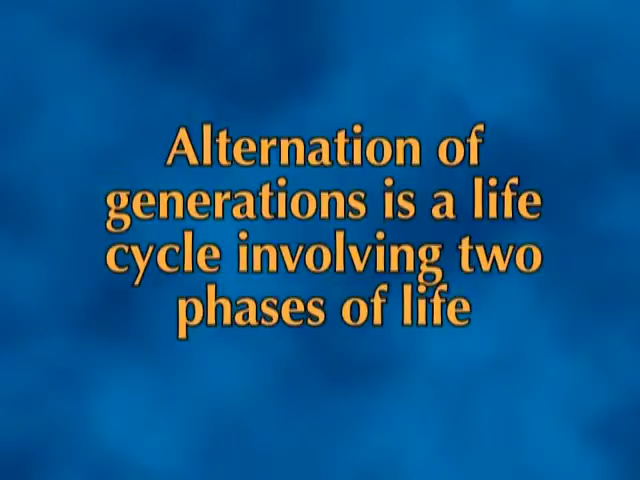 Alternation of
generations is a life
cycle involving two
phases of life